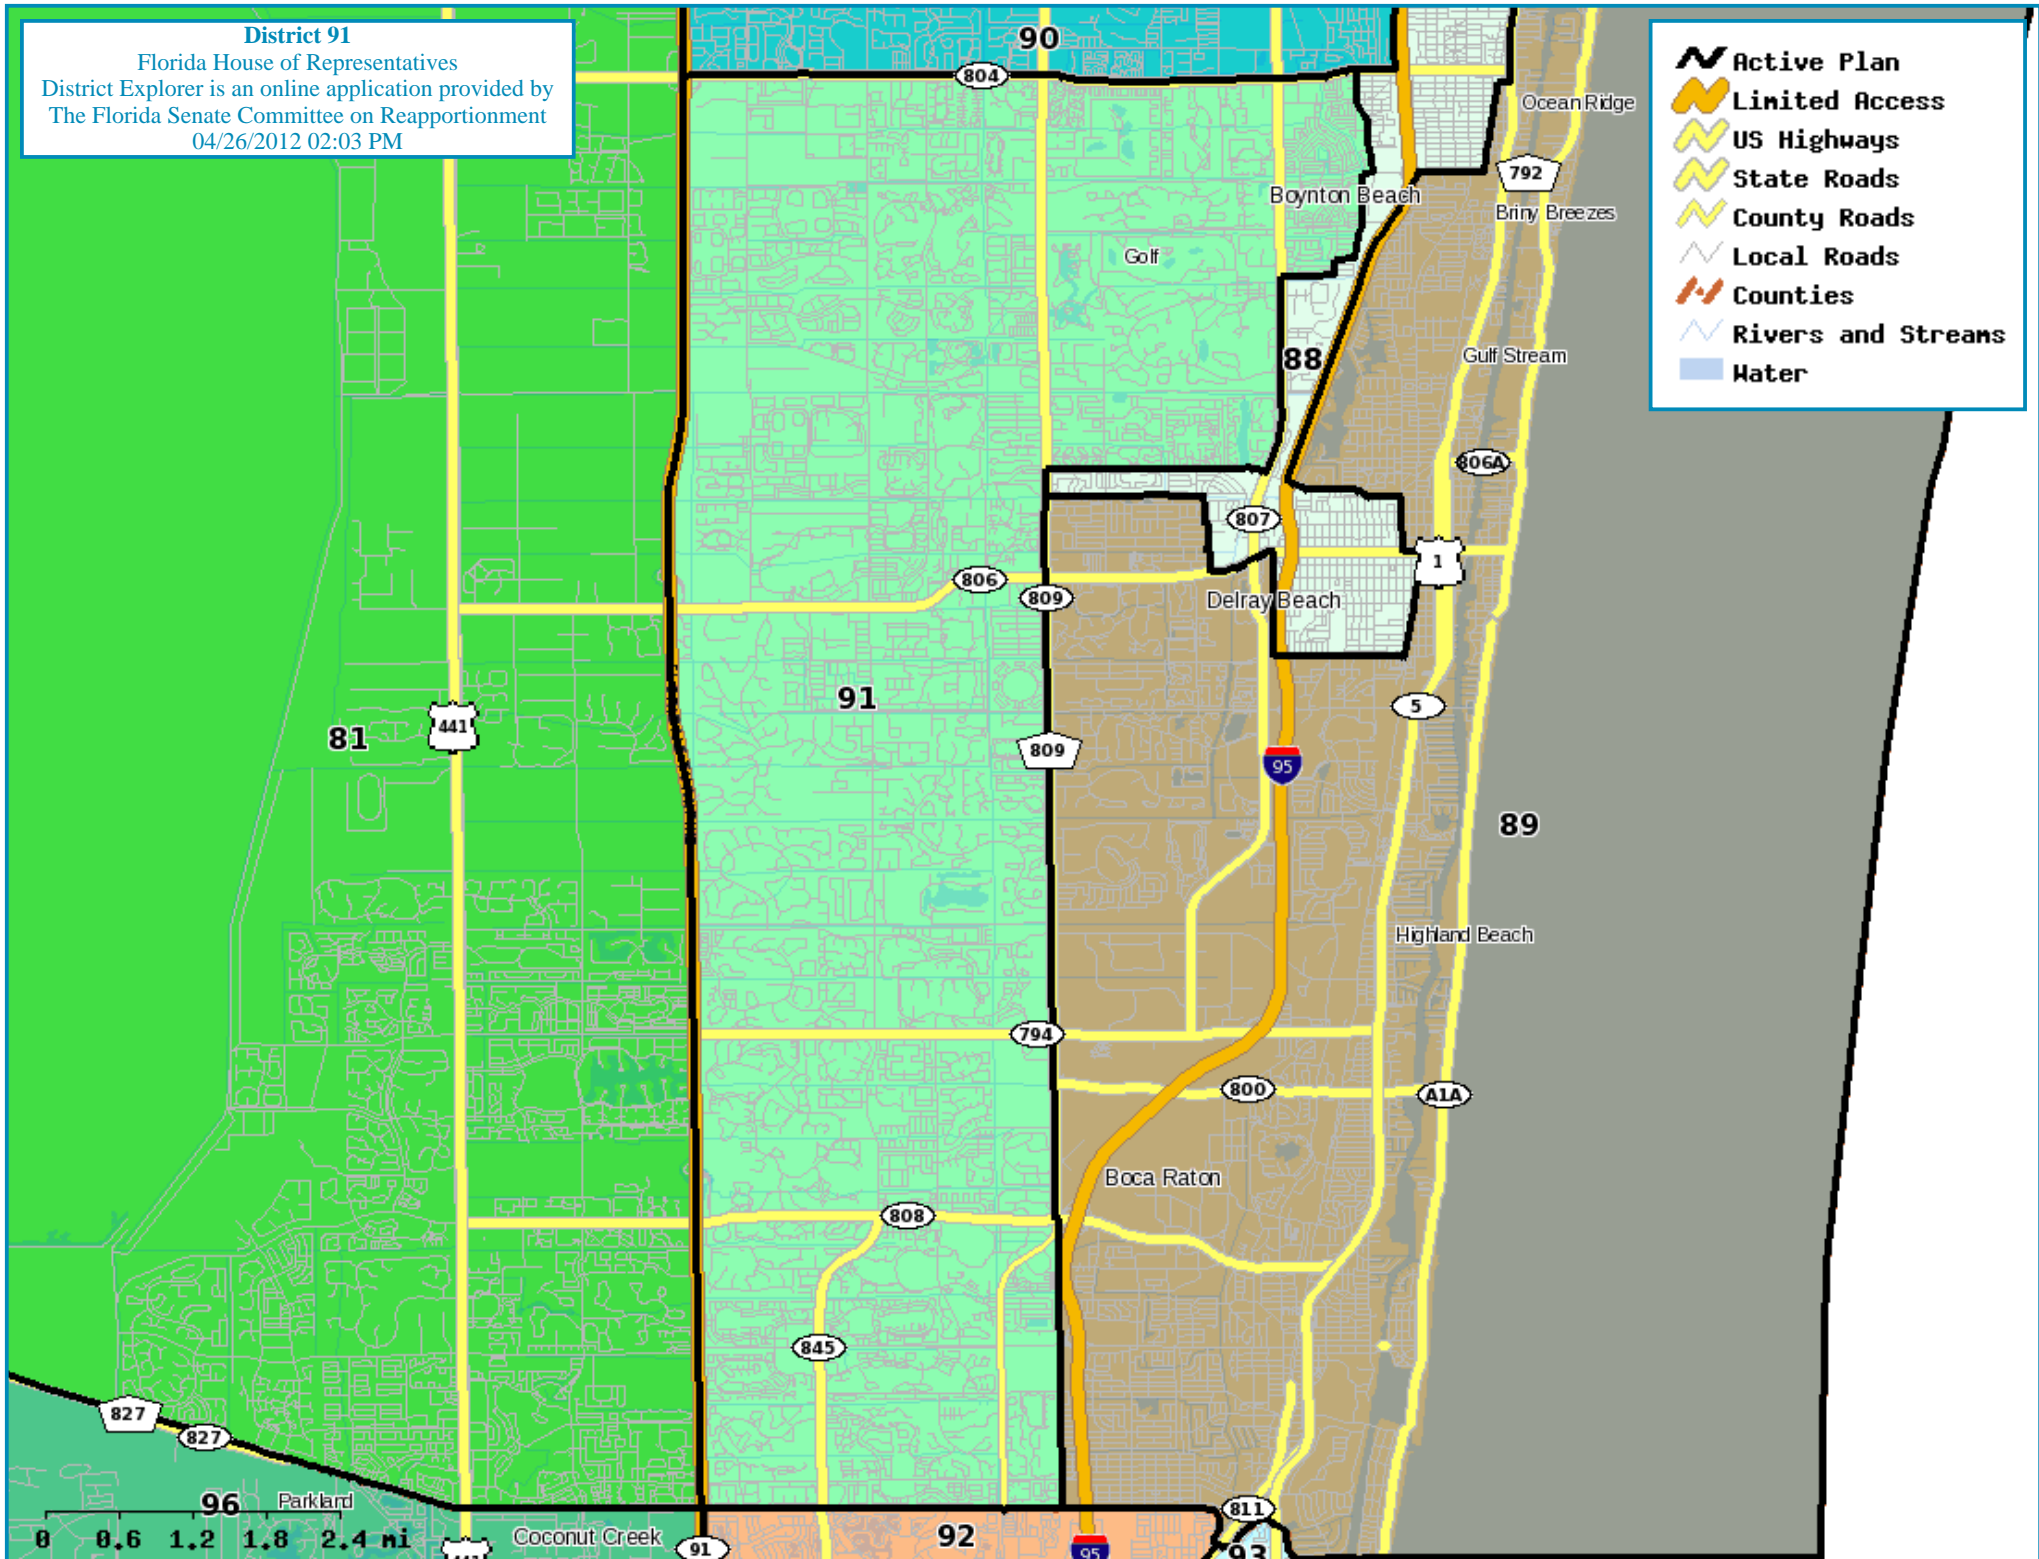 District 91
Florida House of Representatives
District Explorer is an online application provided by
The Florida Senate Committee on Reapportionment
04/26/2012 02:03 PM
Active Plan
Limited Access
US Highways
State Roads
County Roads
Local Roads
Counties
Rivers and Streams
Water
90
804
Ocean Ridge
792
Boynton Beach
Briny Breezes
Golf
88
Gulf Stream
806A
807
1
806
809
Delray Beach
91
5
441
81
809
95
89
Highland Beach
794
800
A1A
Boca Raton
808
845
827
827
96
Parkland
811
0 0.6 1.2 1.8 2.4 mi
Coconut Creek
92
91
441
95
93